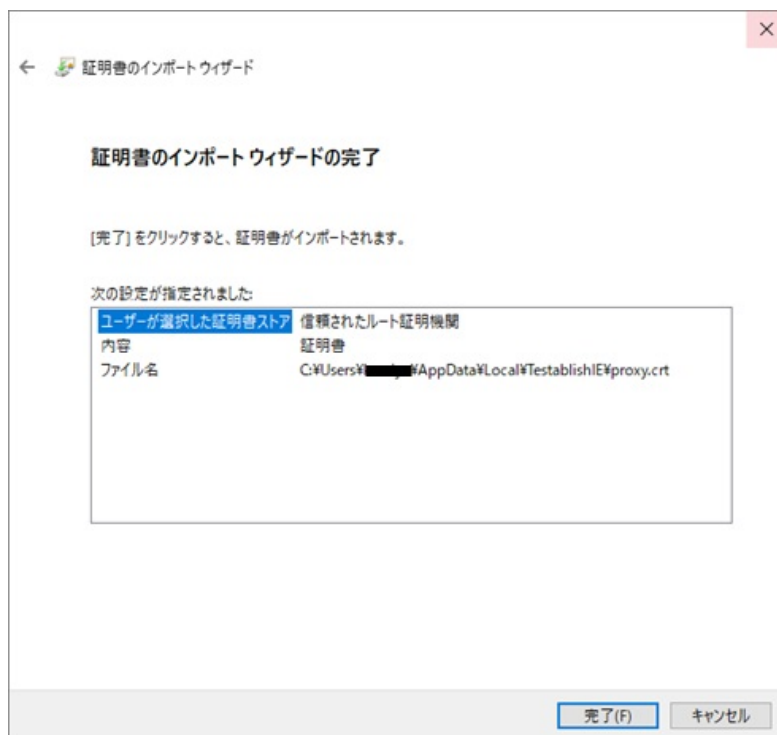 証明書のインポート ウィザード
証明書のインポート ウィザードの完了
[完了] をクリックすると、証明書がインポートされます。
次の設定が指定されました:
ユーザーが選択した証明書ストア 信頼されたルート証明機関
内容 証明書
ファイル名 C:¥Users¥ ¥AppData¥Local¥TestablishIE¥proxy.crt
完了(F) キャンセル